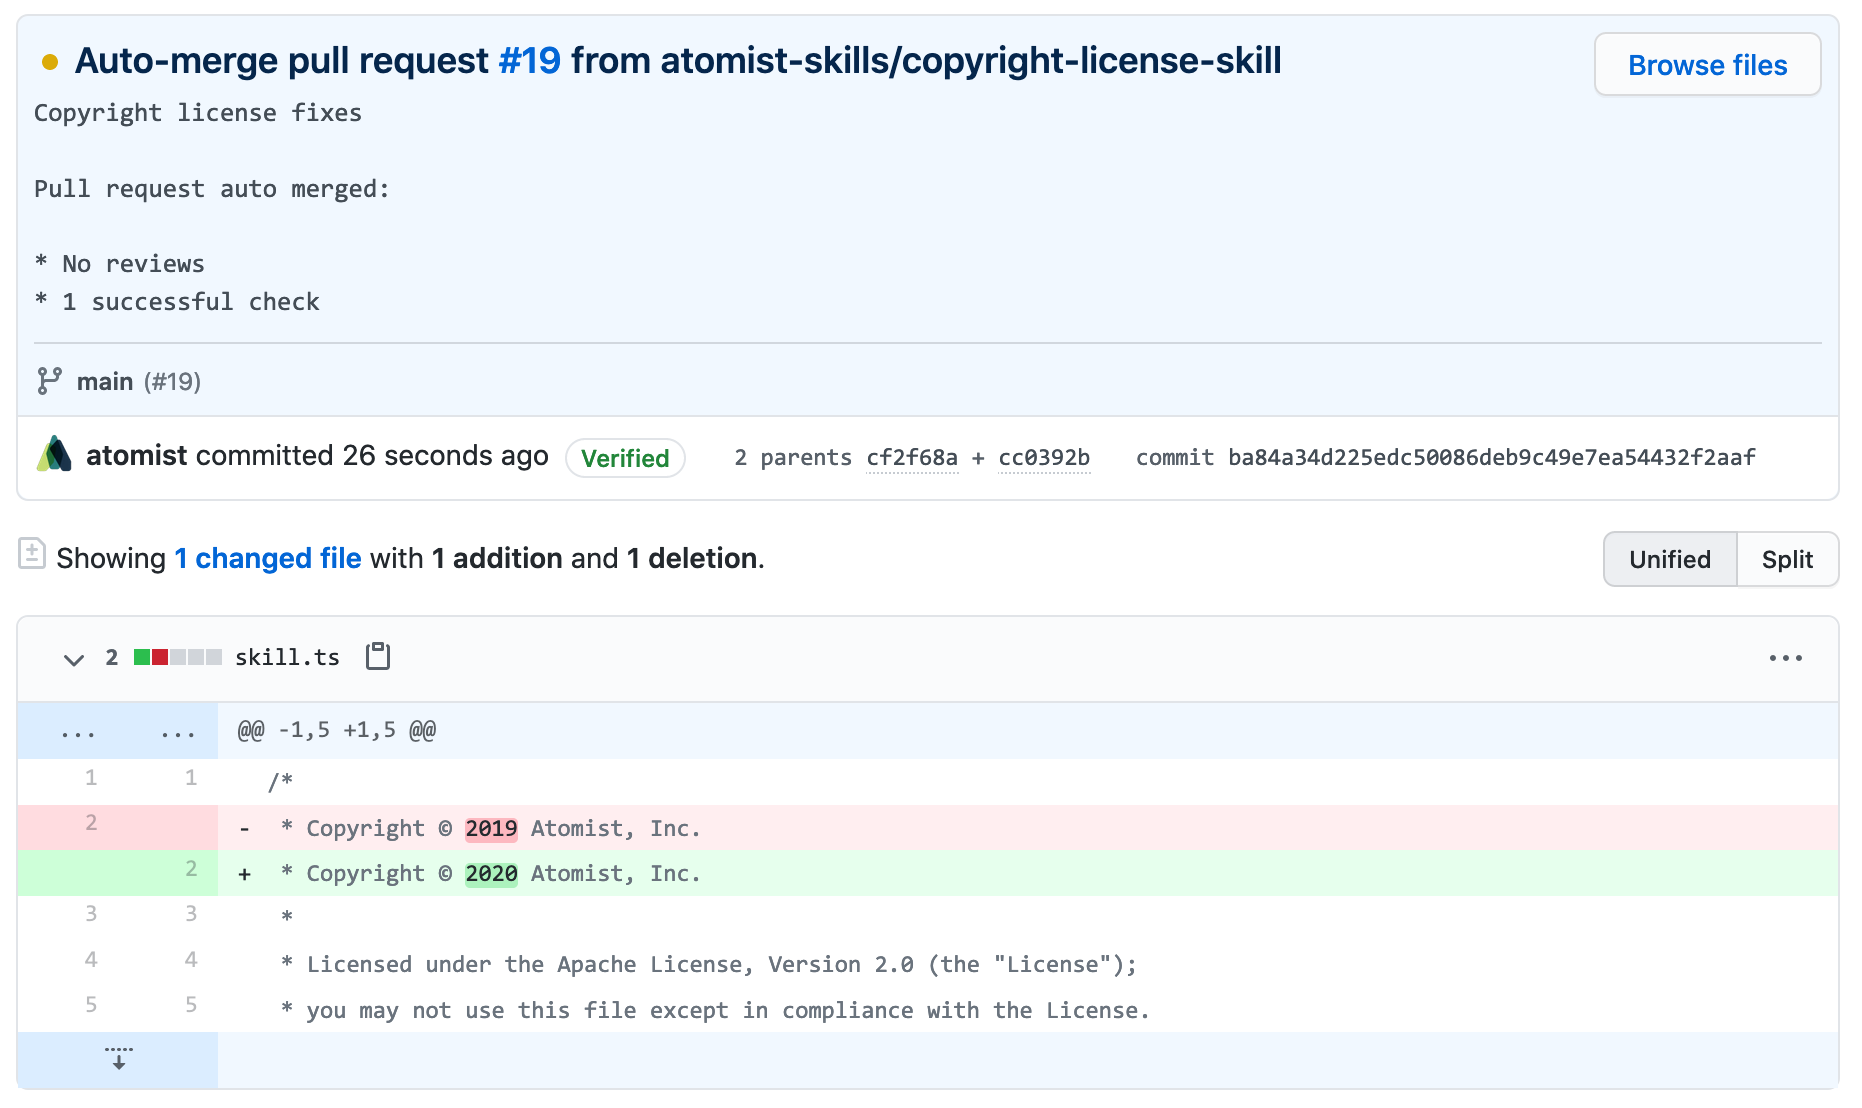 Auto-merge pull request #19 from atomist-skills/copyright-license-skill
Browse files
Copyright license fixes
Pull request auto merged:
* No reviews
* 1 successful check
main (#19)
atomist committed 26 seconds ago Verified 2 parents cf2f68a + cc0392b commit ba84a34d225edc50086deb9c49e7ea54432f2aaf
Showing 1 changed file with 1 addition and 1 deletion.
Unified Split
2 skill.ts ...
... ... @@ -1,5 +1,5 @@
1 1 /*
2 - * Copyright © 2019 Atomist, Inc.
2 + * Copyright © 2020 Atomist, Inc.
3 3 *
4 4 * Licensed under the Apache License, Version 2.0 (the "License");
5 5 * you may not use this file except in compliance with the License.